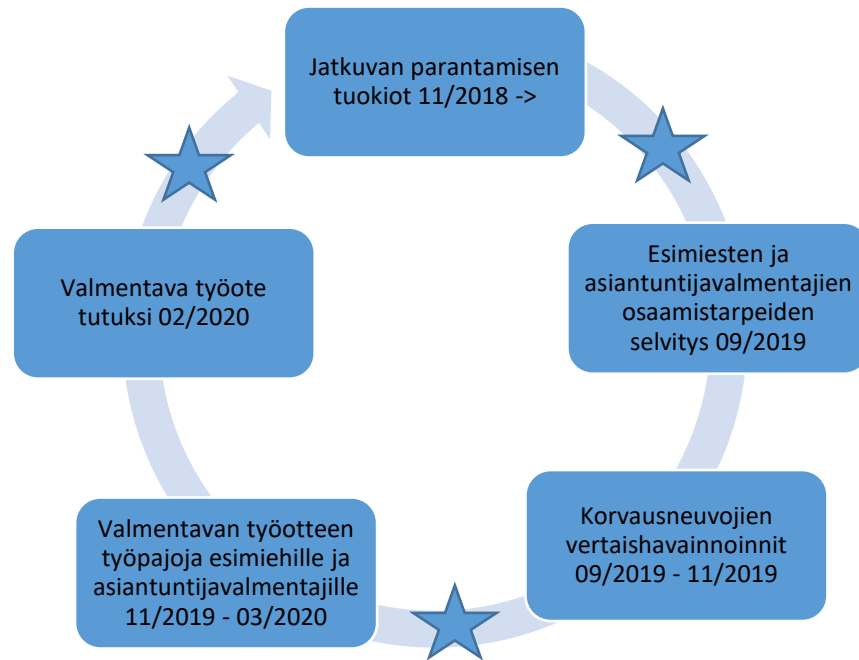 Jatkuvan parantamisen
tuokiot 11/2018 ->
Esimiesten ja
asiantuntijavalmentajien
osaamistarpeiden
selvitys 09/2019
Korvausneuvojien
vertaishavainnoinnit
09/2019 - 11/2019
Valmentavan työotteen
työpajoja esimiehille ja
asiantuntijavalmentajille
11/2019 - 03/2020
Valmentava työote
tutuksi 02/2020